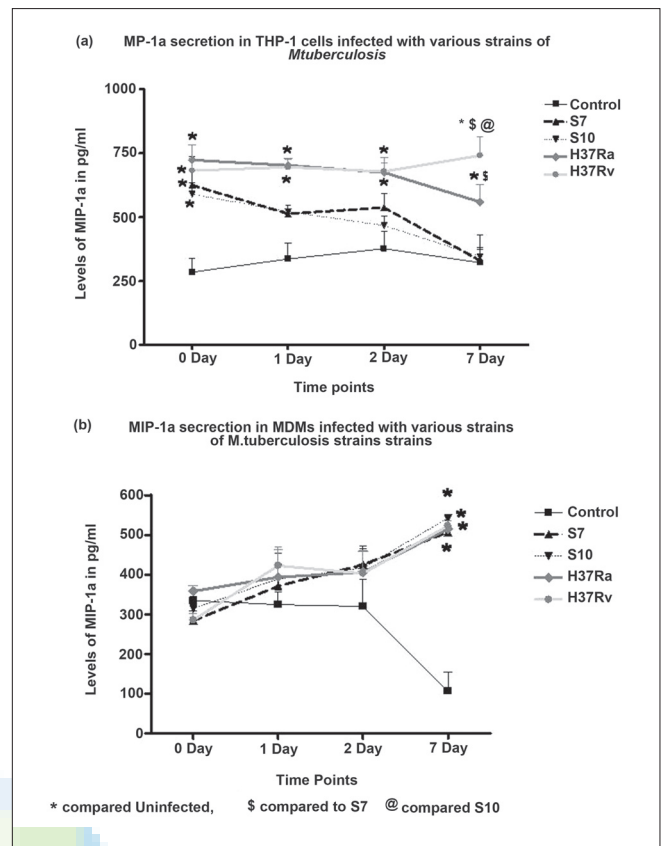 (a) MP-1a secretion in THP-1 cells infected with various strains of
Mtuberculosis
Levels of MIP-1a in pg/ml
1000
750
500
250
0
* $ @
* $
*
*
*
*
*
*
*
*
Control
S7
S10
H37Ra
H37Rv
0 Day 1 Day 2 Day 7 Day
Time points
(b) MIP-1a secrection in MDMs infected with various strains
of M.tuberculosis strains strains
Levels of MIP-1a in pg/ml
600
500
400
300
200
100
0
*
*
*
*
Control
S7
S10
H37Ra
H37Rv
0 Day 1 Day 2 Day 7 Day
Time Points
* compared Uninfected, $ compared to S7 @ compared S10